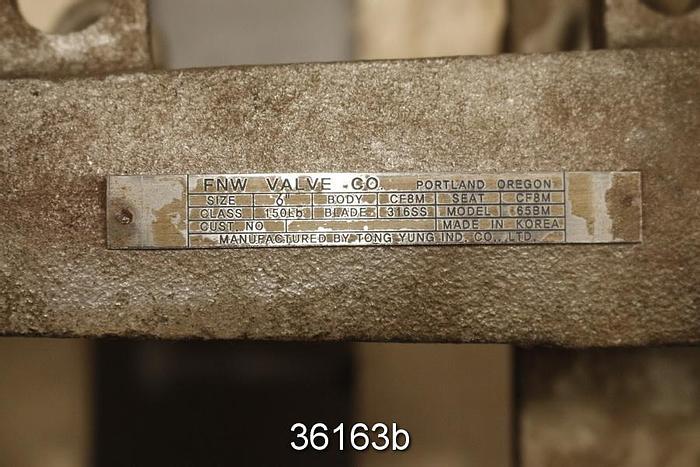 FNW VALVE CO. PORTLAND OREGON
SIZE 6" BODY CF8M SEAT CF8M
CLASS 150Lb. BLADE 316SS MODEL 65BM
CUST. NO MADE IN KOREA
MANUFACTURED BY TONG YUNG IND. CO., LTD.
36163b